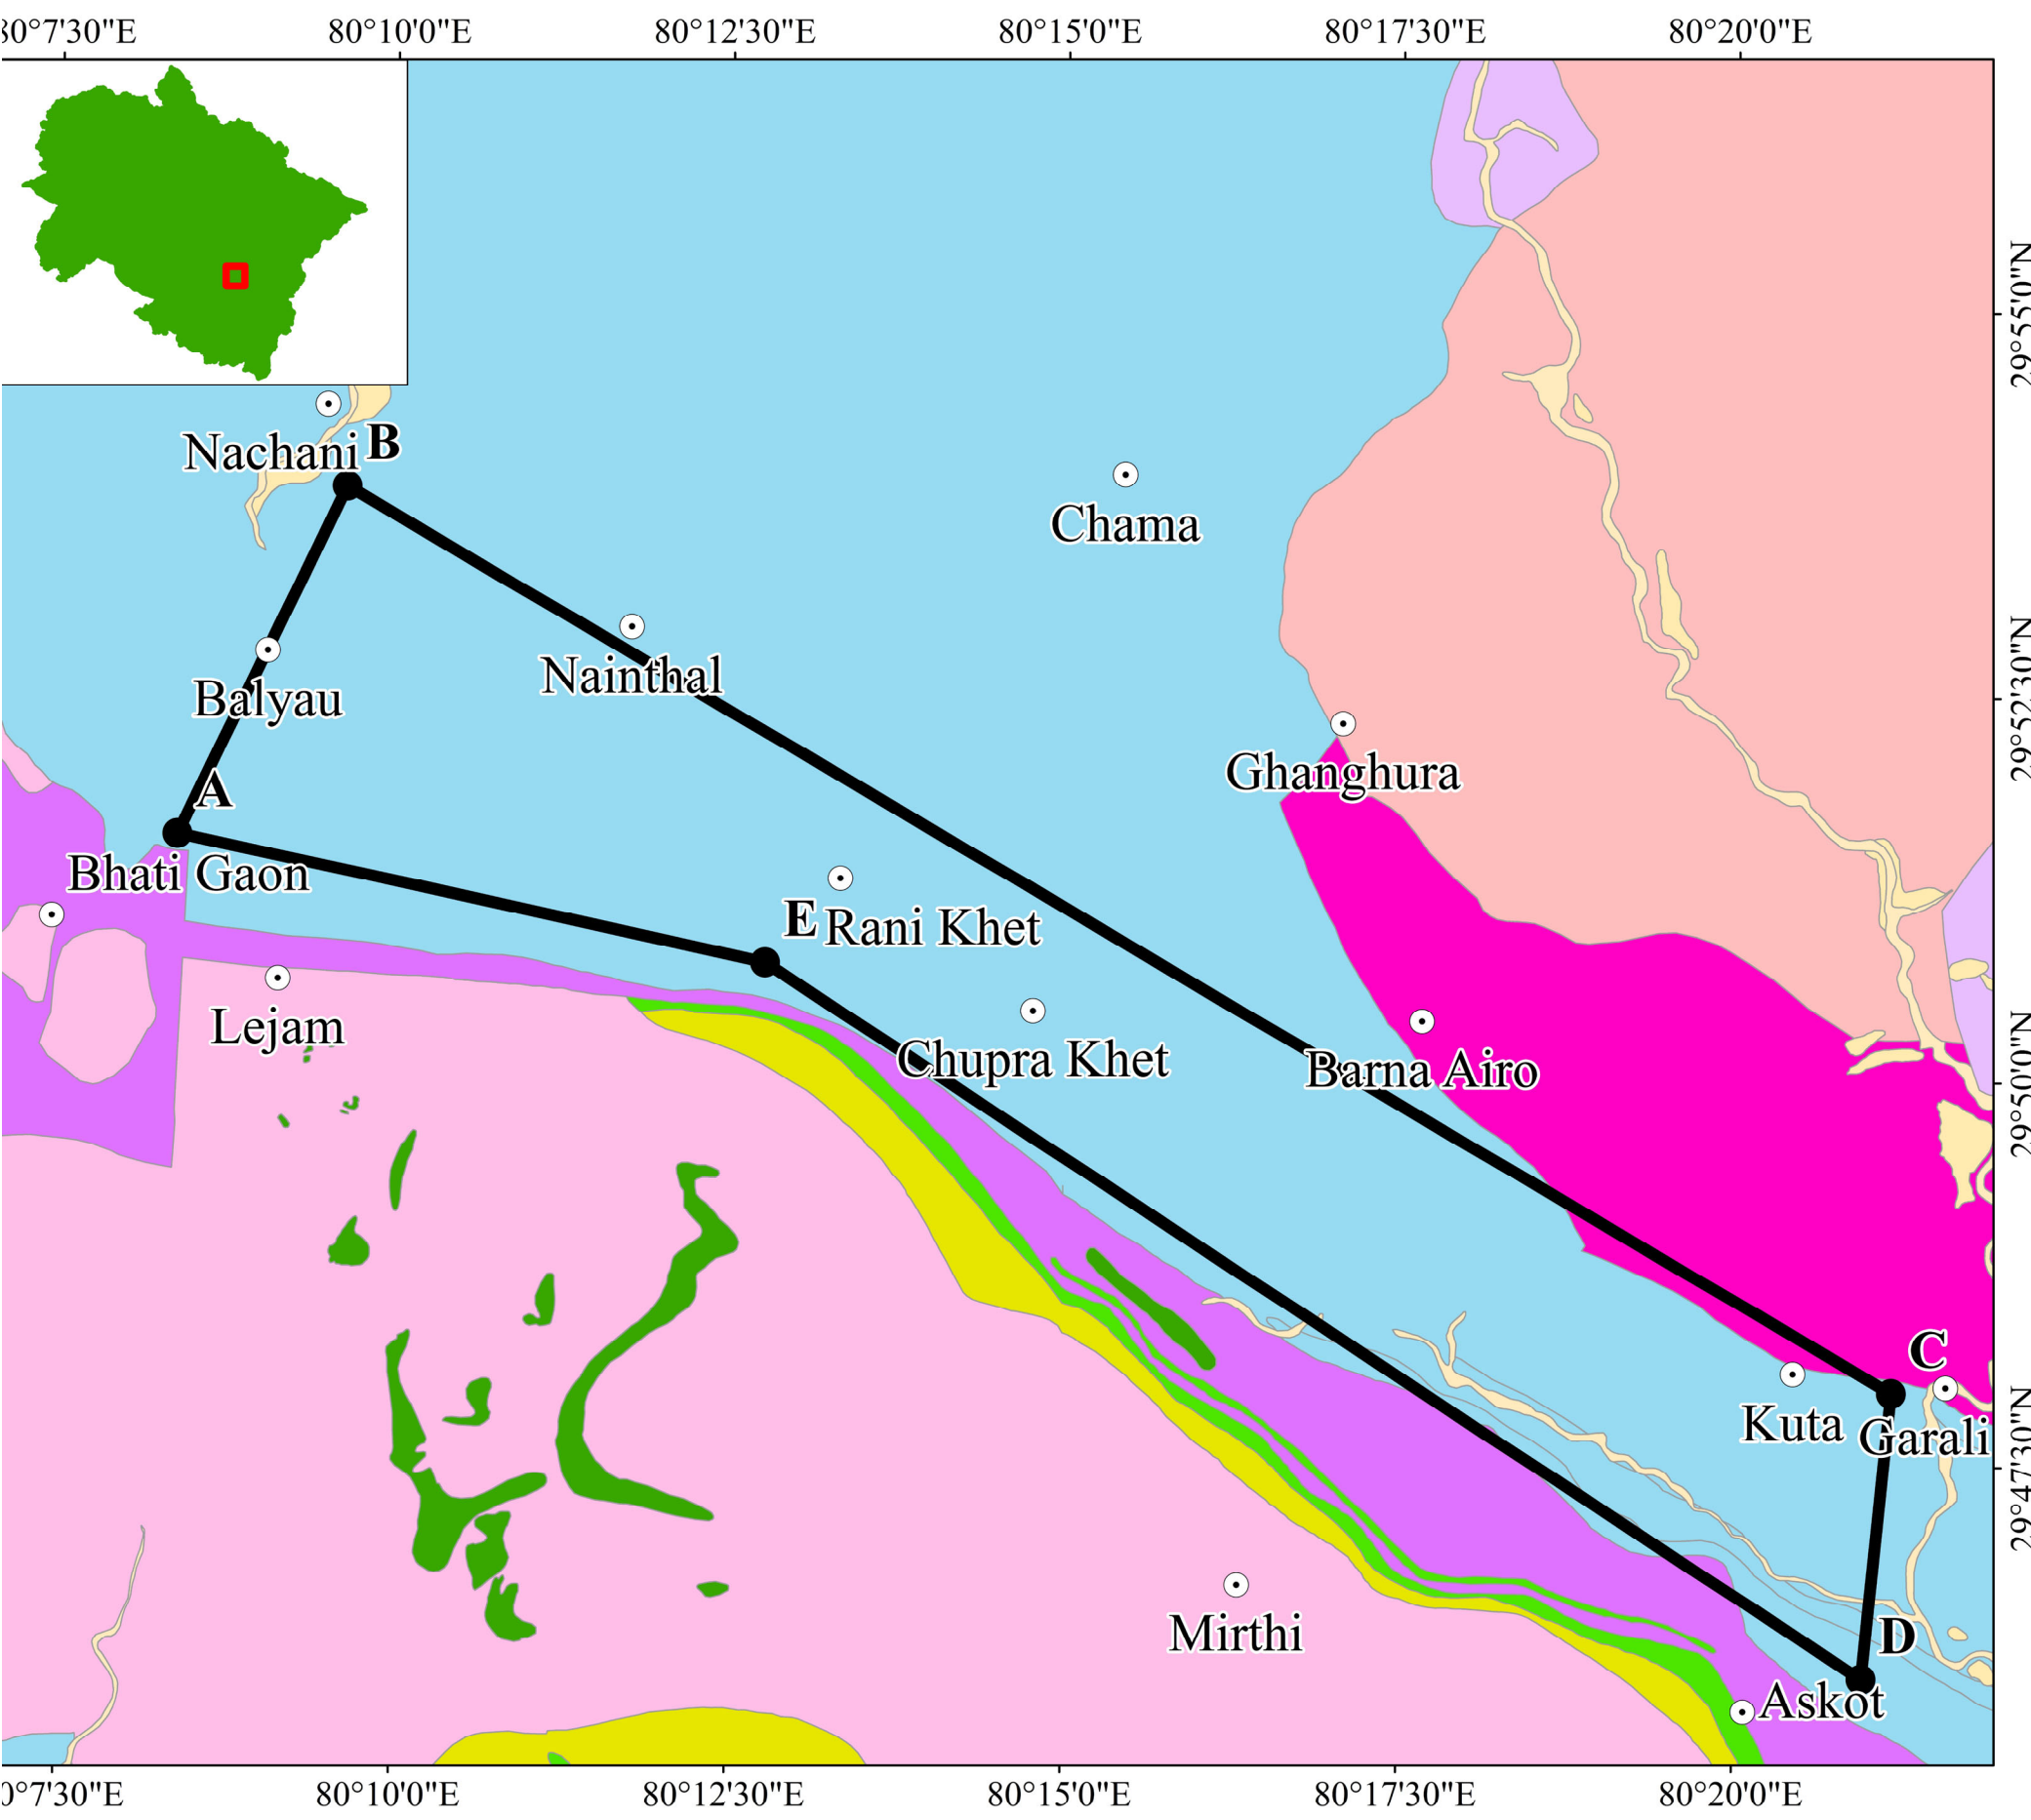 80°7'30"E 80°10'0"E 80°12'30"E 80°15'0"E 80°17'30"E 80°20'0"E
29°55'0"N
Nachani B
Chama
Nainthal
29°52'30"N
Balyau
Ghanghura
A
Bhati Gaon
E Rani Khet
Lejam
Chupra Khet
Barna Airo
29°50'0"N
C
Kuta Garali
29°47'30"N
Mirthi
D
Askot
0°7'30"E 80°10'0"E 80°12'30"E 80°15'0"E 80°17'30"E 80°20'0"E